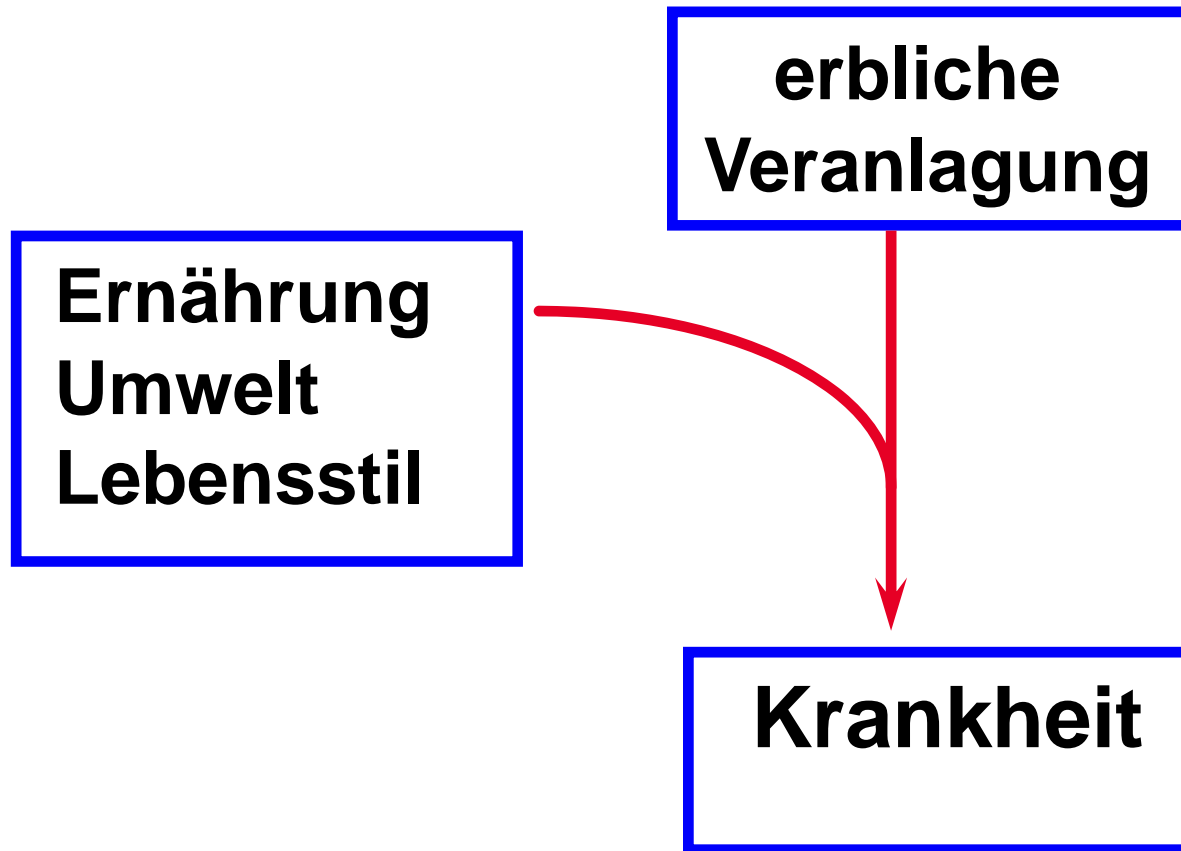 erbliche
Veranlagung
Ernährung
Umwelt
Lebensstil
Krankheit